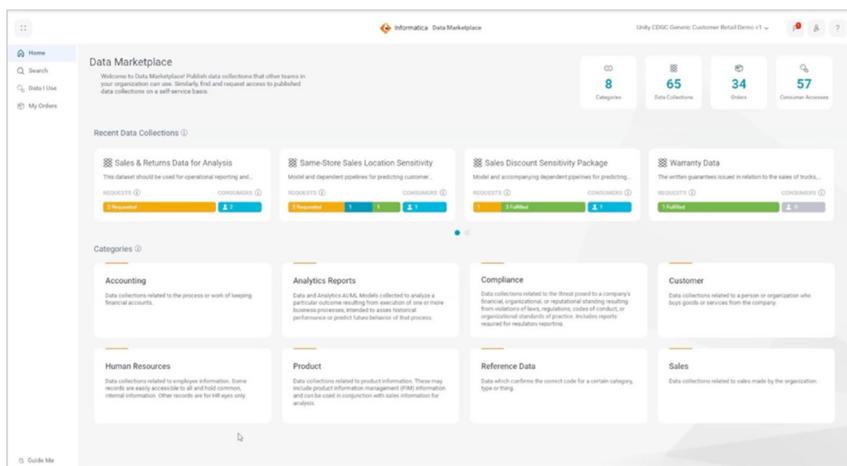 Informatica Data Marketplace
Unity CDGC Generic Customer Retail Demo v1
Home
Search
Data I Use
My Orders
Data Marketplace
Welcome to Data Marketplace! Publish data collections that other teams in
your organization can use. Similarly, find and request access to published
data collections on a self-service basis.
8
Categories
65
Data Collections
34
Orders
57
Consumer Accesses
Recent Data Collections
Sales & Returns Data for Analysis
This dataset should be used for operational reporting and...
REQUESTS CONSUMERS
2 Requested 2
Same-Store Sales Location Sensitivity
Model and dependent pipelines for predicting customer...
REQUESTS CONSUMERS
2 Requested 1 1 1
Sales Discount Sensitivity Package
Model and accompanying dependent pipelines for predicting...
REQUESTS CONSUMERS
1 5 Fulfilled 1
Warranty Data
The written guarantees issued in relation to the sales of trucks,...
REQUESTS CONSUMERS
1 Fulfilled 0
Categories
Accounting
Data collections related to the process or work of keeping
financial accounts.
Analytics Reports
Data and Analytics AI/ML Models collected to analyze a
particular outcome resulting from execution of one or more
business processes, intended to asses historical
performance or predict future behavior of that process.
Compliance
Data collections related to the threat posed to a company's
financial, organizational, or reputational standing resulting
from violations of laws, regulations, codes of conduct, or
organizational standards of practice. Includes reports
required for regulatory reporting.
Customer
Data collections related to a person or organization who
buys goods or services from the company.
Human Resources
Data collections related to employee information. Some
records are easily accessible to all and hold common,
internal information. Other records are for HR eyes only.
Product
Data collections related to product information. These may
include product information management (PIM) information
and can be used in conjunction with sales information for
analysis.
Reference Data
Data which confirms the correct code for a certain category,
type or thing.
Sales
Data collections related to sales made by the organization.
Guide Me